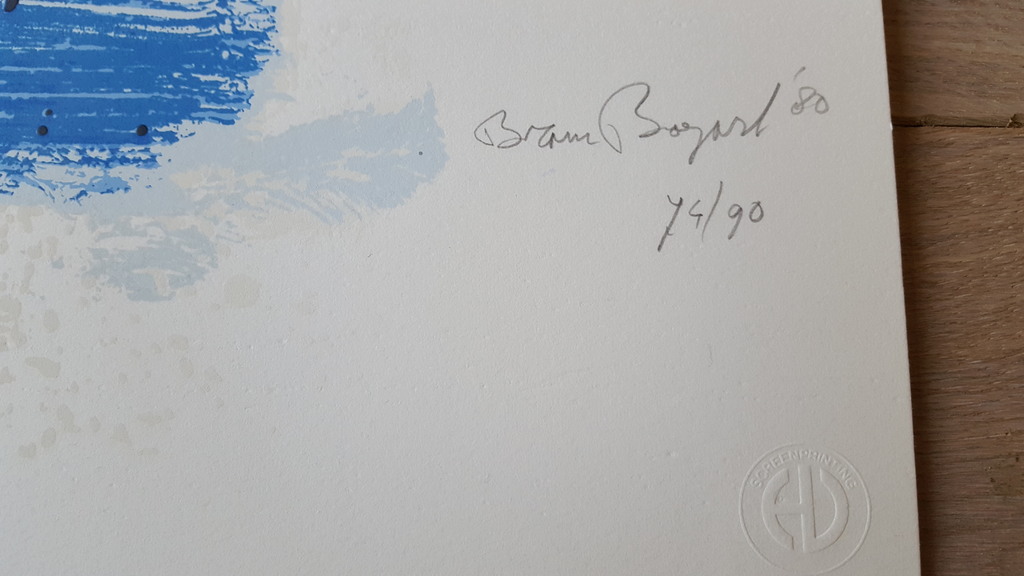 Bram Bogart '80
74/90
SCREENPRINTING